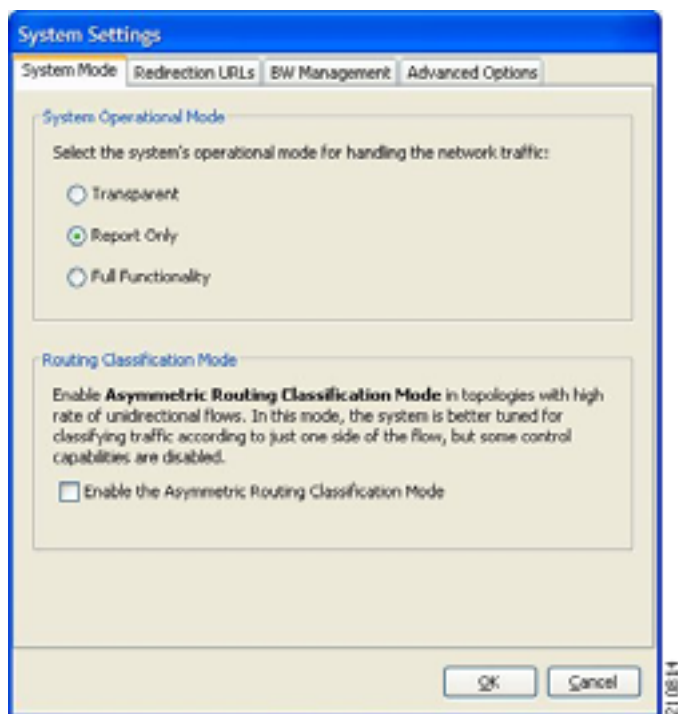 System Settings
System Mode
Redirection URLs
BW Management
Advanced Options
System Operational Mode
Select the system's operational mode for handling the network traffic:
Transparent
Report Only
Full Functionality
Routing Classification Mode
Enable Asymmetric Routing Classification Mode in topologies with high
rate of unidirectional flows. In this mode, the system is better tuned for
classifying traffic according to just one side of the flow, but some control
capabilities are disabled.
Enable the Asymmetric Routing Classification Mode
OK
Cancel
210814